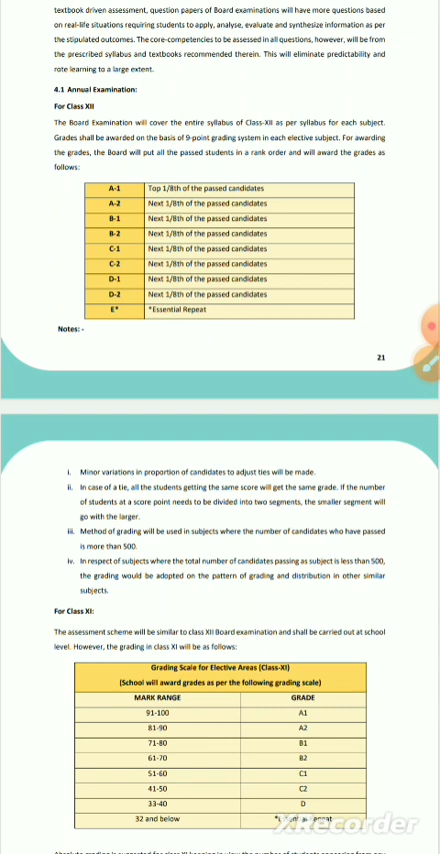 textbook driven assessment, question papers of Board examinations will have more questions based
on real-life situations requiring students to apply, analyse, evaluate and synthesize information as per
the stipulated outcomes. The core-competencies to be assessed in all questions, however, will be from
the prescribed syllabus and textbooks recommended therein. This will eliminate predictability and
rote learning to a large extent.
4.1 Annual Examination:
For Class XII
The Board Examination will cover the entire syllabus of Class-XII as per syllabus for each subject.
Grades shall be awarded on the basis of 9-point grading system in each elective subject. For awarding
the grades, the Board will put all the passed students in a rank order and will award the grades as
follows:
A-1 Top 1/8th of the passed candidates
A-2 Next 1/8th of the passed candidates
B-1 Next 1/8th of the passed candidates
B-2 Next 1/8th of the passed candidates
C-1 Next 1/8th of the passed candidates
C-2 Next 1/8th of the passed candidates
D-1 Next 1/8th of the passed candidates
D-2 Next 1/8th of the passed candidates
E* *Essential Repeat
Notes: -
21
i. Minor variations in proportion of candidates to adjust ties will be made.
ii. In case of a tie, all the students getting the same score will get the same grade. If the number
of students at a score point needs to be divided into two segments, the smaller segment will
go with the larger.
iii. Method of grading will be used in subjects where the number of candidates who have passed
is more than 500.
iv. In respect of subjects where the total number of candidates passing as subject is less than 500,
the grading would be adopted on the pattern of grading and distribution in other similar
subjects.
For Class XI:
The assessment scheme will be similar to class XII Board examination and shall be carried out at school
level. However, the grading in class XI will be as follows:
Grading Scale for Elective Areas (Class-XI)
(School will award grades as per the following grading scale)
MARK RANGE GRADE
91-100 A1
81-90 A2
71-80 B1
61-70 B2
51-60 C1
41-50 C2
33-40 D
32 and below *Essential Repeat
XRecorder